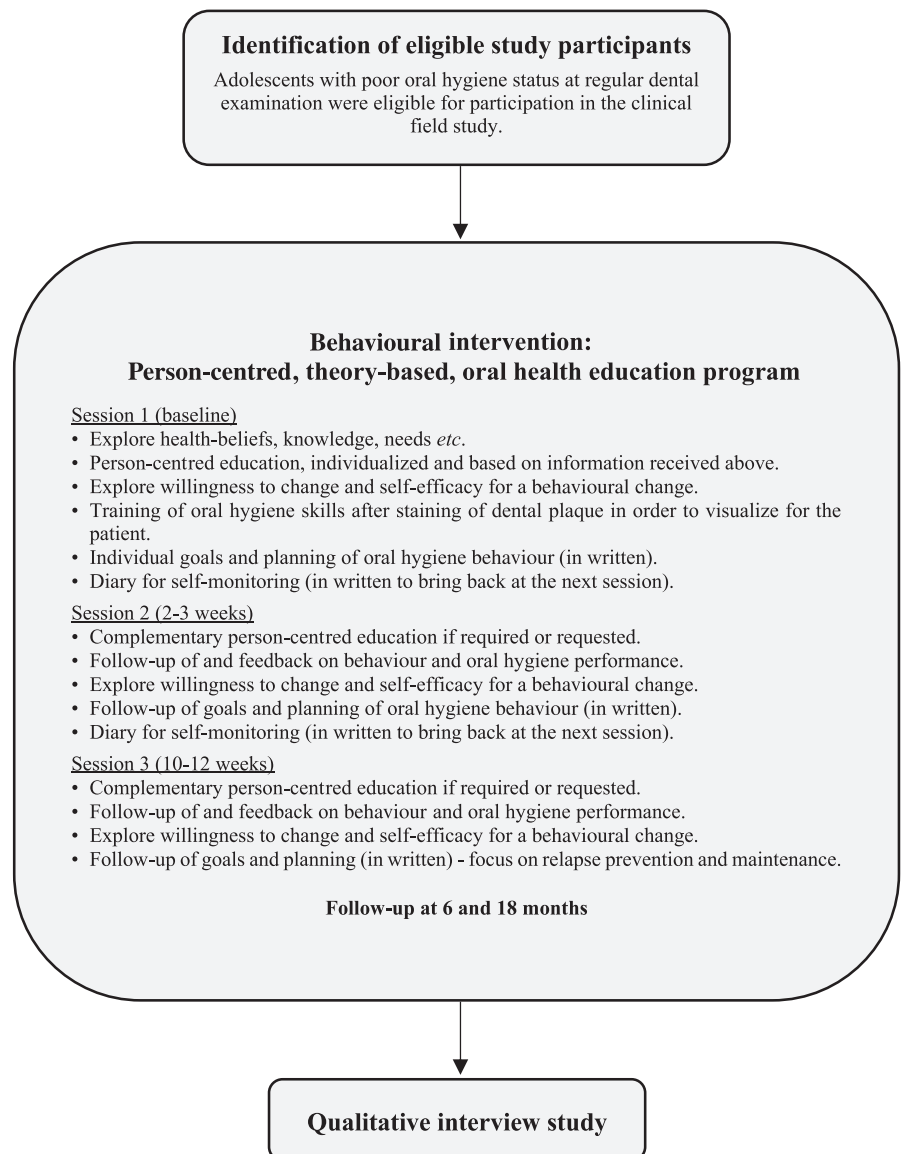 Identification of eligible study participants
Adolescents with poor oral hygiene status at regular dental
examination were eligible for participation in the clinical
field study.
Behavioural intervention:
Person-centred, theory-based, oral health education program
Session 1 (baseline)
• Explore health-beliefs, knowledge, needs etc.
• Person-centred education, individualized and based on information received above.
• Explore willingness to change and self-efficacy for a behavioural change.
• Training of oral hygiene skills after staining of dental plaque in order to visualize for the
patient.
• Individual goals and planning of oral hygiene behaviour (in written).
• Diary for self-monitoring (in written to bring back at the next session).
Session 2 (2-3 weeks)
• Complementary person-centred education if required or requested.
• Follow-up of and feedback on behaviour and oral hygiene performance.
• Explore willingness to change and self-efficacy for a behavioural change.
• Follow-up of goals and planning of oral hygiene behaviour (in written).
• Diary for self-monitoring (in written to bring back at the next session).
Session 3 (10-12 weeks)
• Complementary person-centred education if required or requested.
• Follow-up of and feedback on behaviour and oral hygiene performance.
• Explore willingness to change and self-efficacy for a behavioural change.
• Follow-up of goals and planning (in written) - focus on relapse prevention and maintenance.
Follow-up at 6 and 18 months
Qualitative interview study